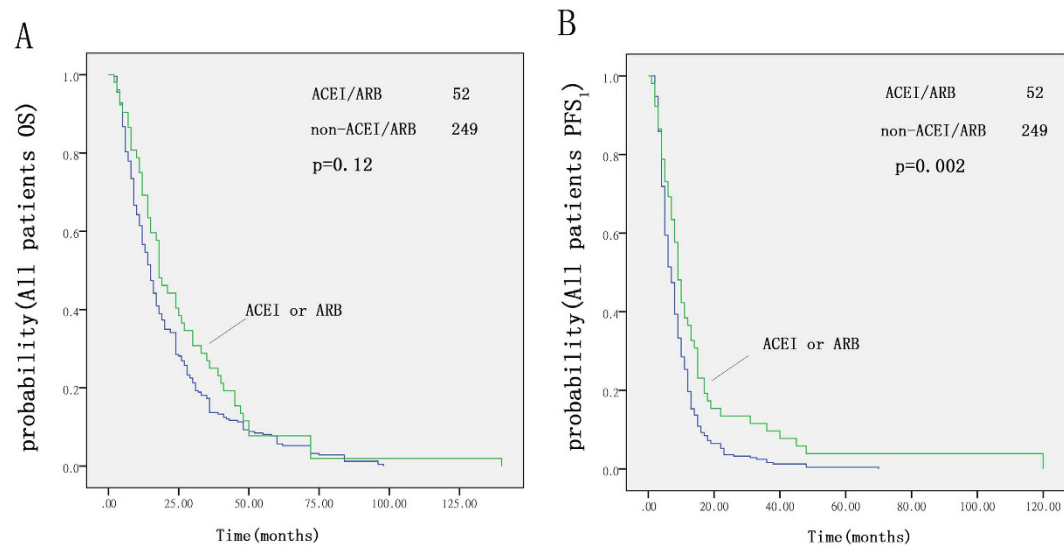 A
probability(All patients OS)
1.0
0.8
0.6
0.4
0.2
0.0
ACEI/ARB 52
non-ACEI/ARB 249
p=0.12
ACEI or ARB
.00 25.00 50.00 75.00 100.00 125.00
Time(months)
B
probability(All patients PFS1)
1.0
0.8
0.6
0.4
0.2
0.0
ACEI/ARB 52
non-ACEI/ARB 249
p=0.002
ACEI or ARB
.00 20.00 40.00 60.00 80.00 100.00 120.00
Time(months)